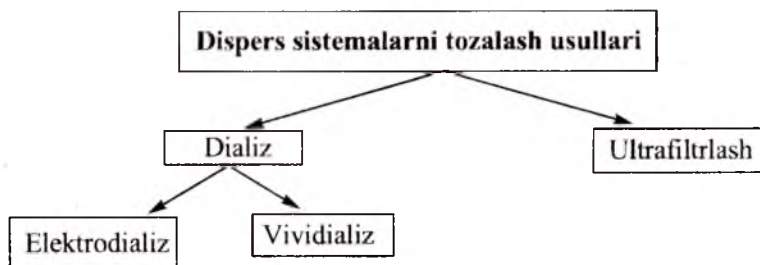 Dispers sistemalarni tozalash usullari
Dializ
Ultrafiltrlash
Elektrodializ
Vividializ